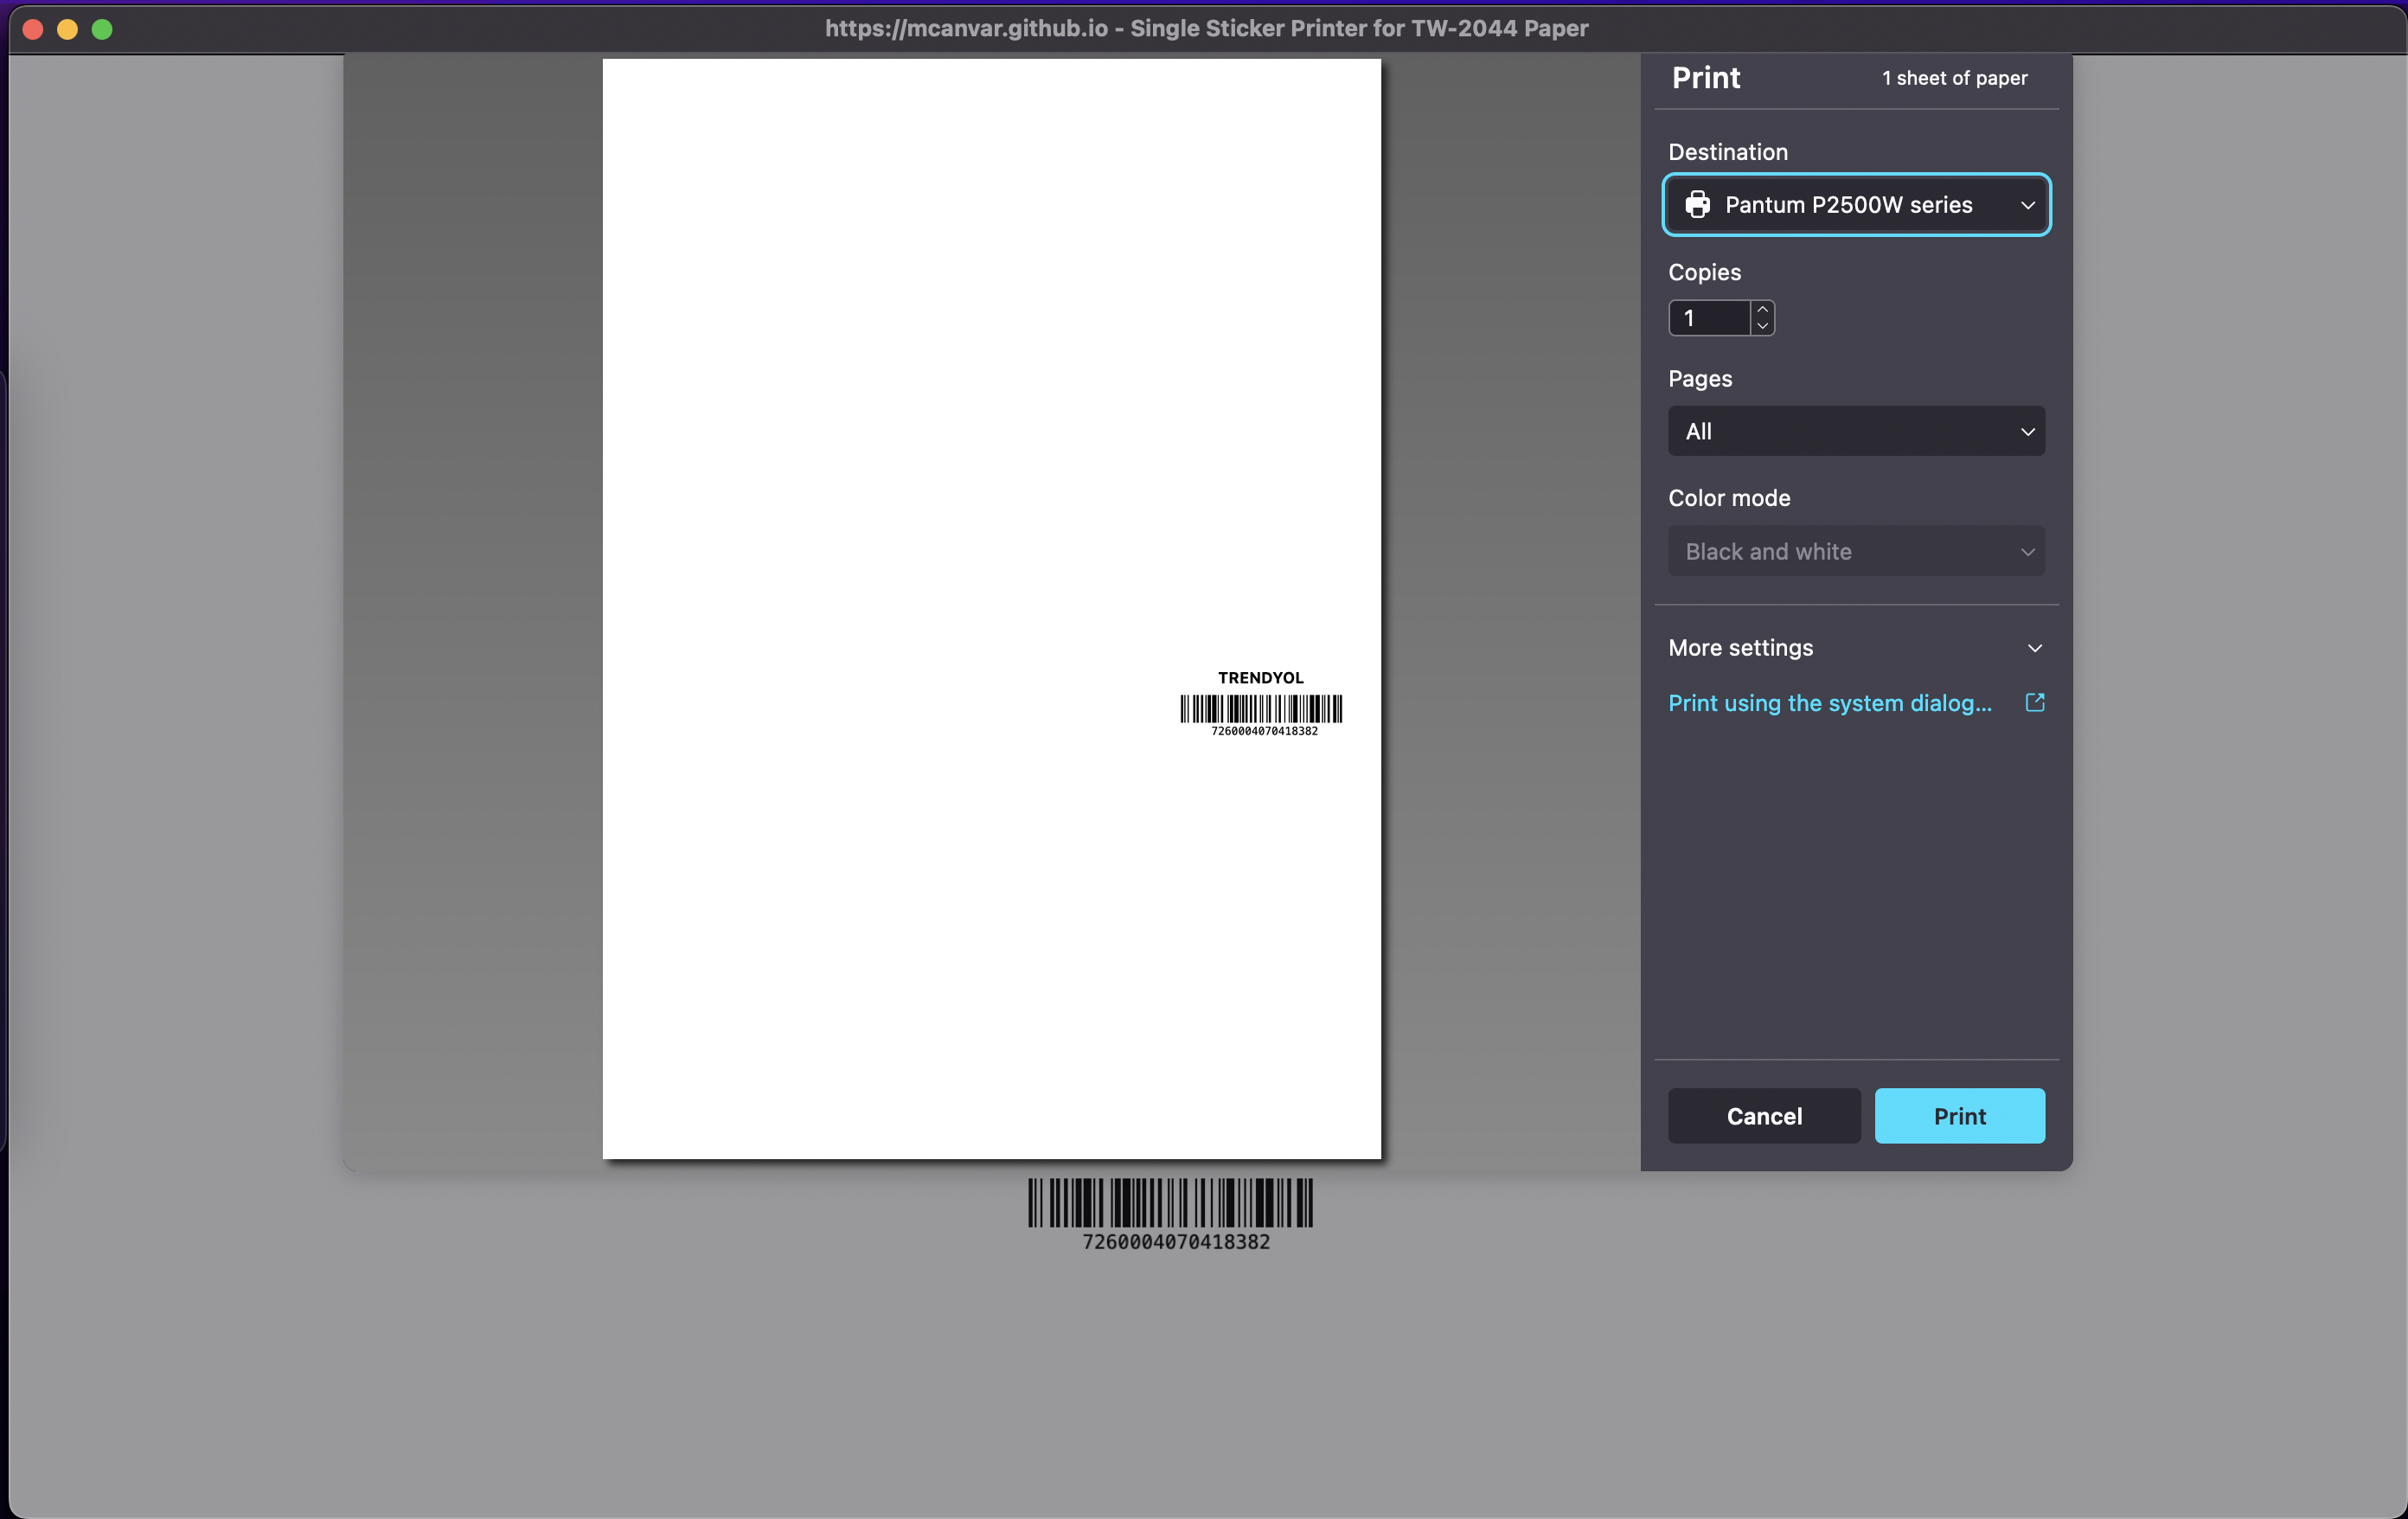 https://mcanvar.github.io - Single Sticker Printer for TW-2044 Paper
Print
1 sheet of paper
Destination
Pantum P2500W series
Copies
1
Pages
All
Color mode
Black and white
More settings
Print using the system dialog...
Cancel
Print
TRENDYOL
7260004070418382
7260004070418382